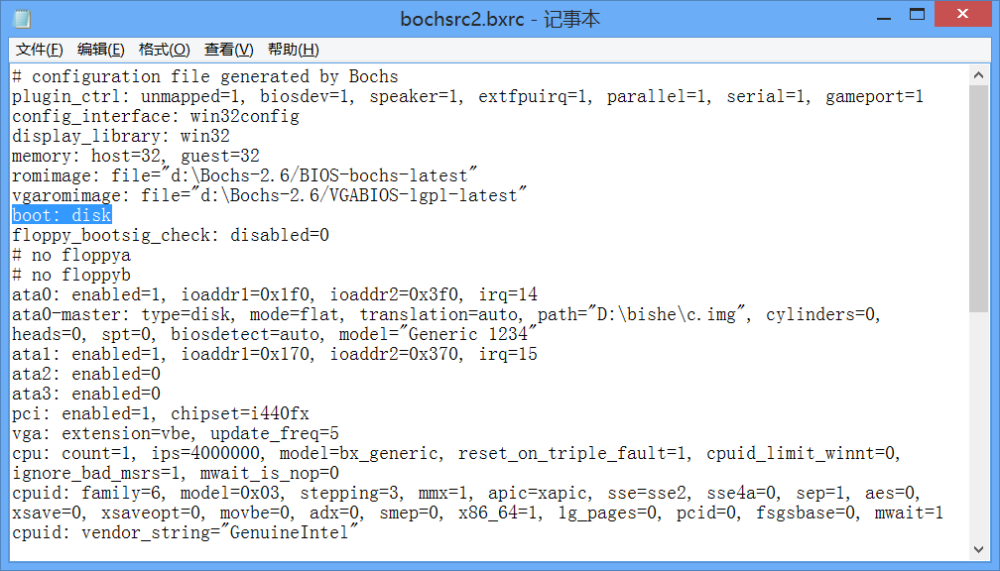 bochsrc2.bxrc - 记事本
文件(F) 编辑(E) 格式(O) 查看(V) 帮助(H)
# configuration file generated by Bochs
plugin_ctrl: unmapped=1, biosdev=1, speaker=1, extfpuirq=1, parallel=1, serial=1, gameport=1
config_interface: win32config
display_library: win32
memory: host=32, guest=32
romimage: file="d:\Bochs-2.6/BIOS-bochs-latest"
vgaromimage: file="d:\Bochs-2.6/VGABIOS-lgpl-latest"
boot: disk
floppy_bootsig_check: disabled=0
# no floppya
# no floppyb
ata0: enabled=1, ioaddr1=0x1f0, ioaddr2=0x3f0, irq=14
ata0-master: type=disk, mode=flat, translation=auto, path="D:\bishe\c.img", cylinders=0,
heads=0, spt=0, biosdetect=auto, model="Generic 1234"
ata1: enabled=1, ioaddr1=0x170, ioaddr2=0x370, irq=15
ata2: enabled=0
ata3: enabled=0
pci: enabled=1, chipset=i440fx
vga: extension=vbe, update_freq=5
cpu: count=1, ips=4000000, model=bx_generic, reset_on_triple_fault=1, cpuid_limit_winnt=0,
ignore_bad_msrs=1, mwait_is_nop=0
cpuid: family=6, model=0x03, stepping=3, mmx=1, apic=xapic, sse=sse2, sse4a=0, sep=1, aes=0,
xsave=0, xsaveopt=0, movbe=0, adx=0, smep=0, x86_64=1, 1g_pages=0, pcid=0, fsgsbase=0, mwait=1
cpuid: vendor_string="GenuineIntel"